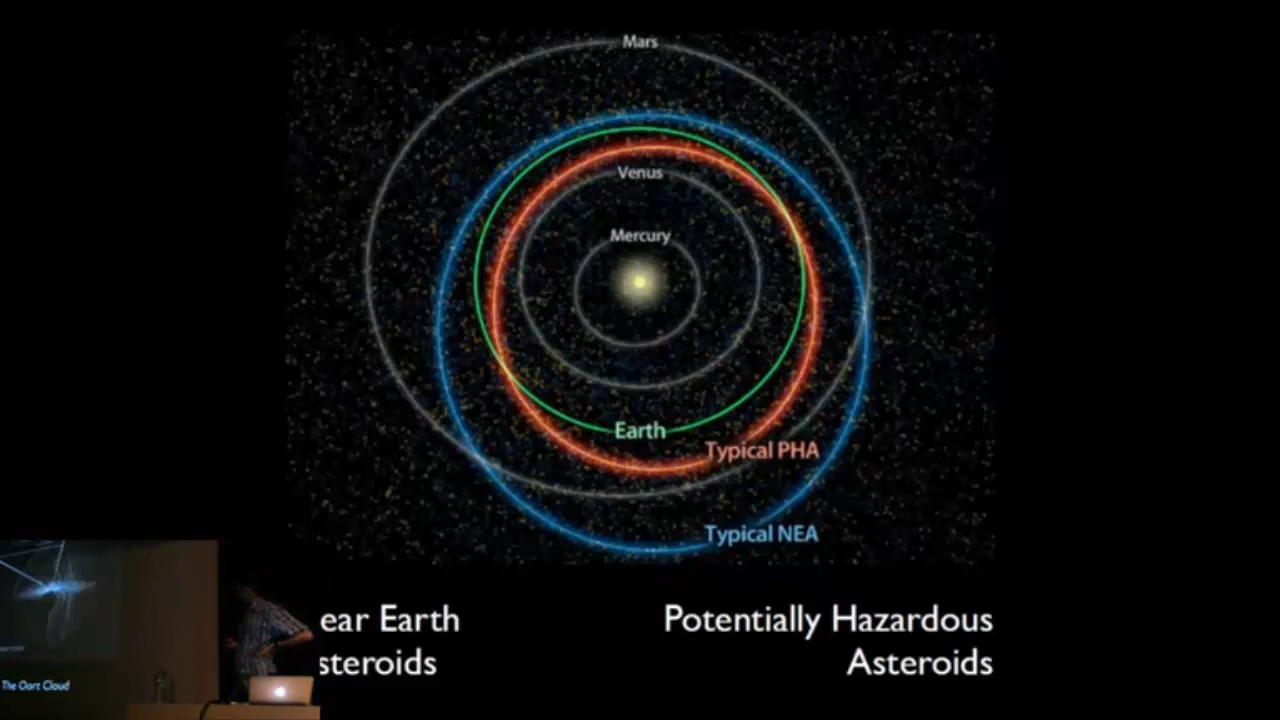 Mars
Venus
Mercury
Earth
Typical PHA
Typical NEA
ear Earth
steroids
Potentially Hazardous
Asteroids
The Oort Cloud